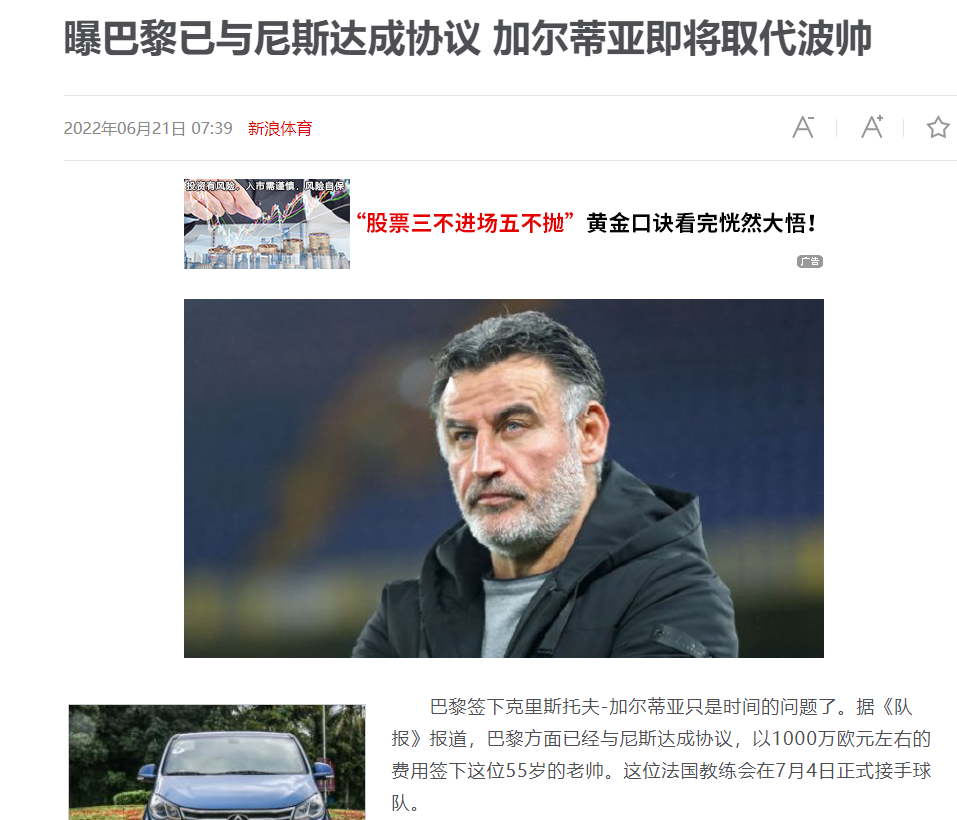 曝巴黎已与尼斯达成协议 加尔蒂亚即将取代波帅
2022年06月21日 07:39 新浪体育
A- A+
投资有风险，入市需谨慎，风险自保
“股票三不进场五不抛” 黄金口诀看完恍然大悟！
广告
巴黎签下克里斯托夫-加尔蒂亚只是时间的问题了。据《队
报》报道，巴黎方面已经与尼斯达成协议，以1000万欧元左右的
费用签下这位55岁的老帅。这位法国教练会在7月4日正式接手球
队。